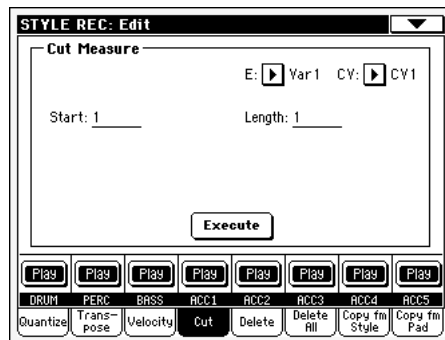 STYLE REC: Edit
Cut Measure
E: Var1 CV: CV1
Start: 1 Length: 1
Execute
Play Play Play Play Play Play Play Play
DRUM PERC BASS ACC1 ACC2 ACC3 ACC4 ACC5
Quantize Trans-pose Velocity Cut Delete Delete All Copy fm Style Copy fm Pad